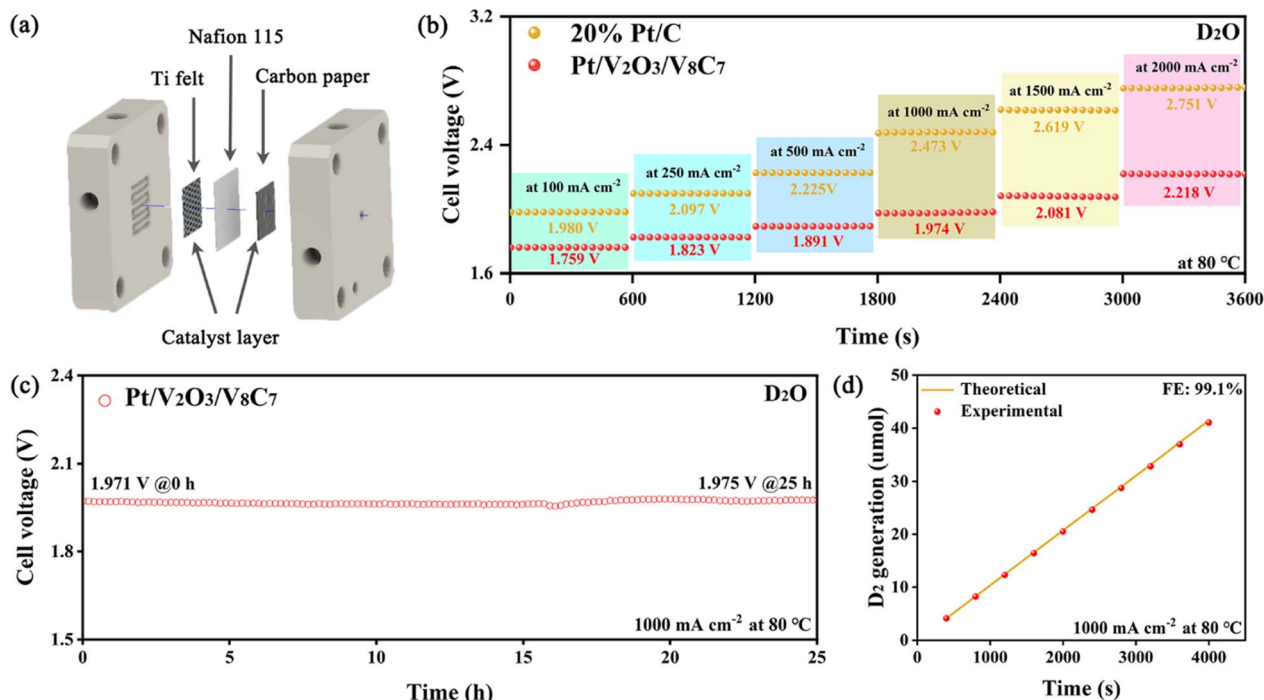 (a)
Nafion 115
Ti felt
Carbon paper
Catalyst layer
(b)
20% Pt/C
Pt/V₂O₃/V₈C₇
D₂O
at 100 mA cm⁻²
at 250 mA cm⁻²
at 500 mA cm⁻²
at 1000 mA cm⁻²
at 1500 mA cm⁻²
at 2000 mA cm⁻²
1.980 V
2.097 V
2.225V
2.473 V
2.619 V
2.751 V
1.759 V
1.823 V
1.891 V
1.974 V
2.081 V
2.218 V
at 80 ℃
3.2
2.4
1.6
Cell voltage (V)
0 600 1200 1800 2400 3000 3600
Time (s)
(c)
Pt/V₂O₃/V₈C₇
D₂O
1.971 V @0 h
1.975 V @25 h
1000 mA cm⁻² at 80 ℃
2.4
2.1
1.8
1.5
Cell voltage (V)
0 5 10 15 20 25
Time (h)
(d)
Theoretical
Experimental
FE: 99.1%
1000 mA cm⁻² at 80 ℃
50
40
30
20
10
0
D₂ generation (umol)
1000 2000 3000 4000
Time (s)